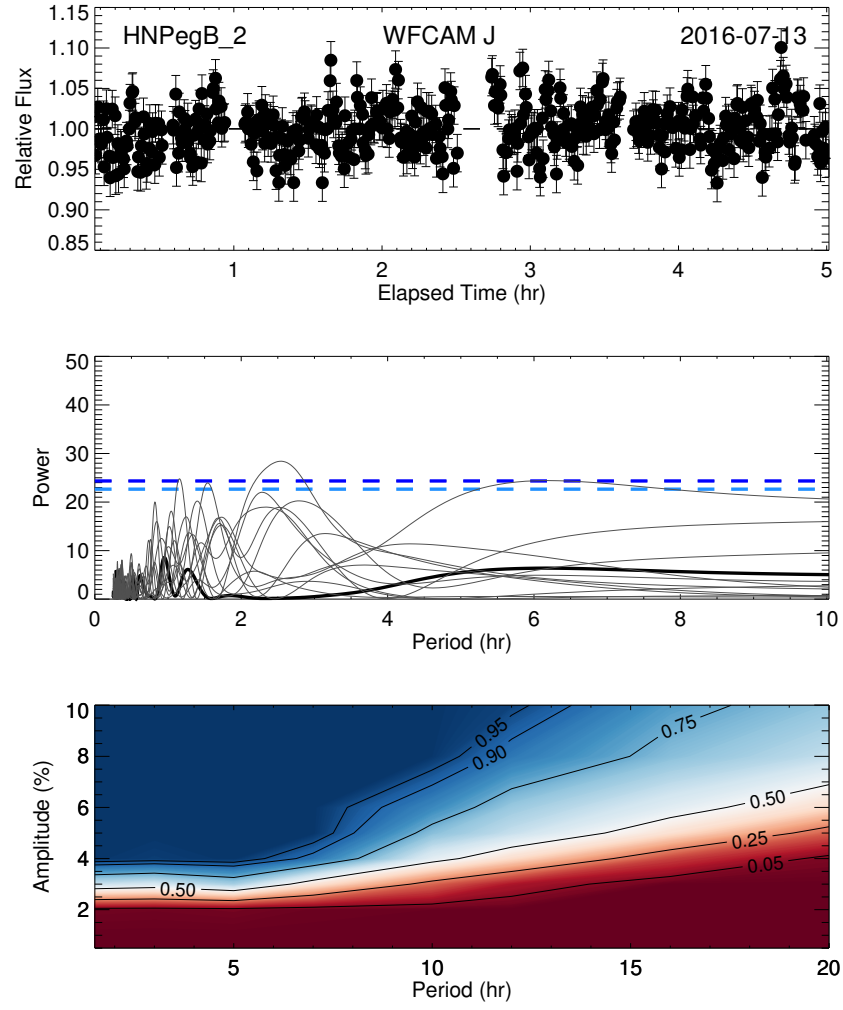 HNPegB_2 WFCAM J 2016-07-13
1.15
1.10
1.05
1.00
0.95
0.90
0.85
Relative Flux
1 2 3 4 5
Elapsed Time (hr)
50
40
30
20
10
0
Power
0 2 4 6 8 10
Period (hr)
10
8
6
4
2
Amplitude (%)
0.95
0.90
0.75
0.50
0.25
0.05
0.50
5 10 15 20
Period (hr)